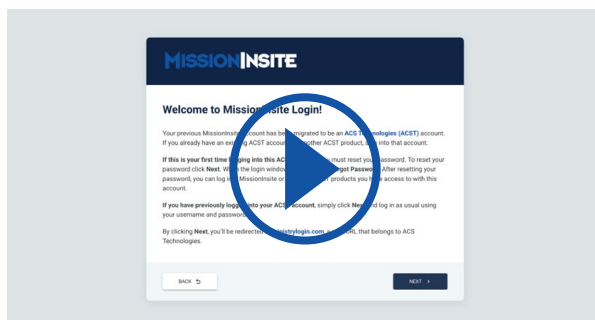 MISSIONINSITE
Welcome to MissionInsite Login!
Your previous MissionInsite account has been migrated to be an ACS Technologies (ACST) account.
If you already have an existing ACST account another ACST product, into that account.
If this is your first time logging into this AC must reset your password. To reset your
password click Next. When the login window Forgot Password. After resetting your
password, you can log in MissionInsite or products you have access to with this
account.
If you have previously logged into your ACST account, simply click Next and log in as usual using
your username and password.
By clicking Next, you'll be redirected ministrylogin.com, URL that belongs to ACS
Technologies.
BACK
NEXT